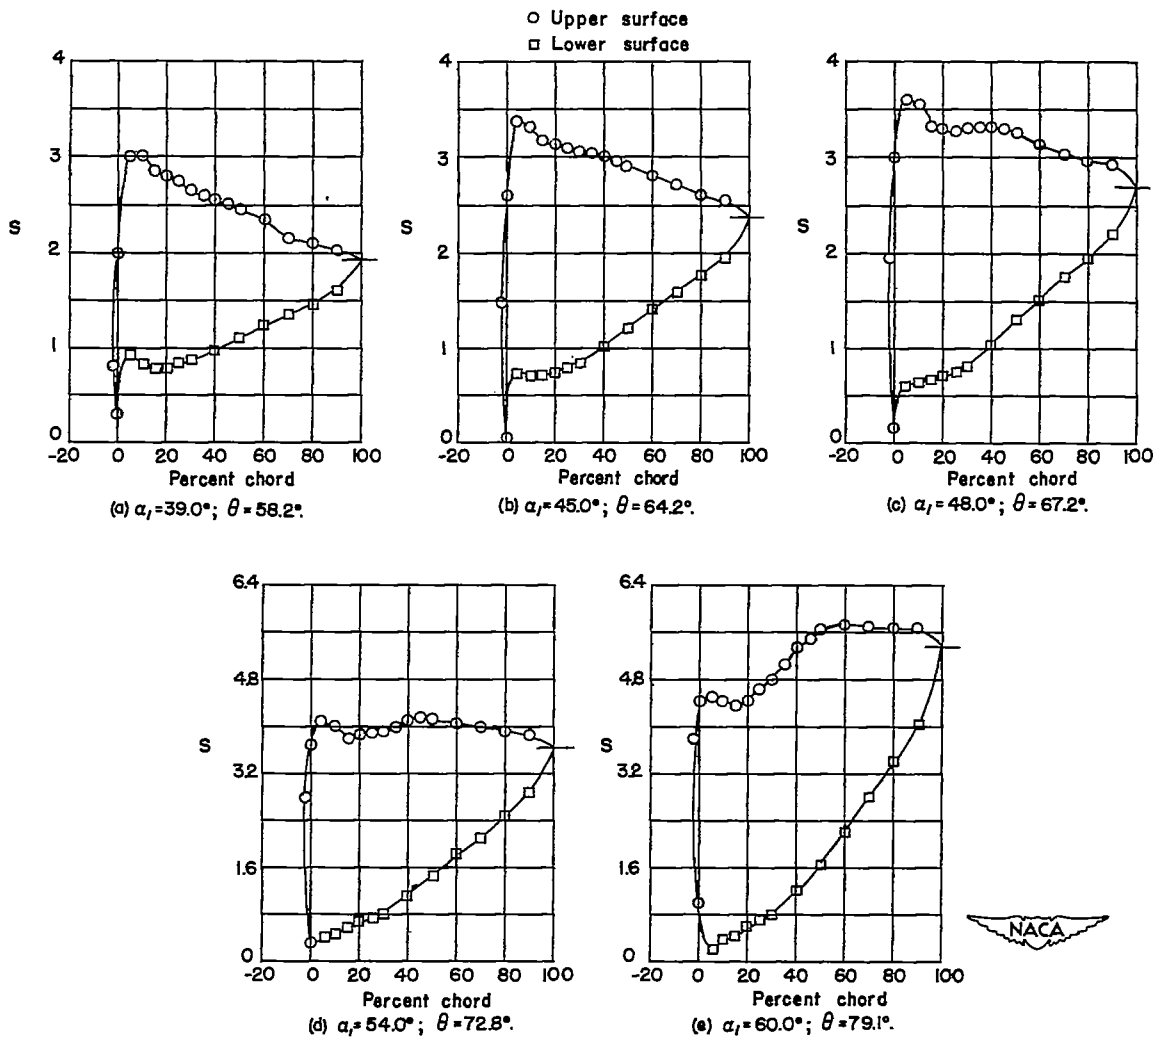 Upper surface
Lower surface
4
3
S
2
1
0
-20 0 20 40 60 80 100
Percent chord
(a) α₁=39.0°; θ=58.2°.
4
3
S
2
1
0
-20 0 20 40 60 80 100
Percent chord
(b) α₁=45.0°; θ=64.2°.
4
3
S
2
1
0
-20 0 20 40 60 80 100
Percent chord
(c) α₁=48.0°; θ=67.2°.
6.4
4.8
S
3.2
1.6
0
-20 0 20 40 60 80 100
Percent chord
(d) α₁=54.0°; θ=72.8°.
6.4
4.8
S
3.2
1.6
0
-20 0 20 40 60 80 100
Percent chord
(e) α₁=60.0°; θ=79.1°.
NACA